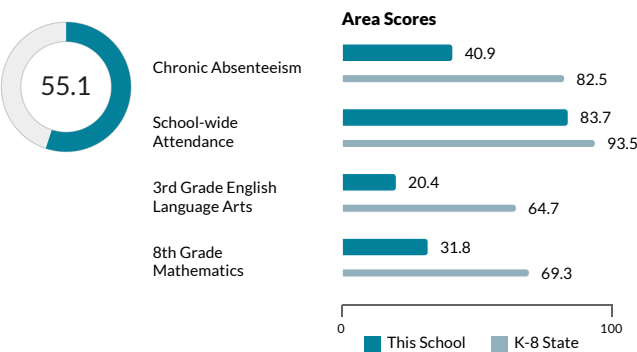 Area Scores
55.1
Chronic Absenteeism
40.9
82.5
School-wide
Attendance
83.7
93.5
3rd Grade English
Language Arts
20.4
64.7
8th Grade
Mathematics
31.8
69.3
0
100
This School
K-8 State